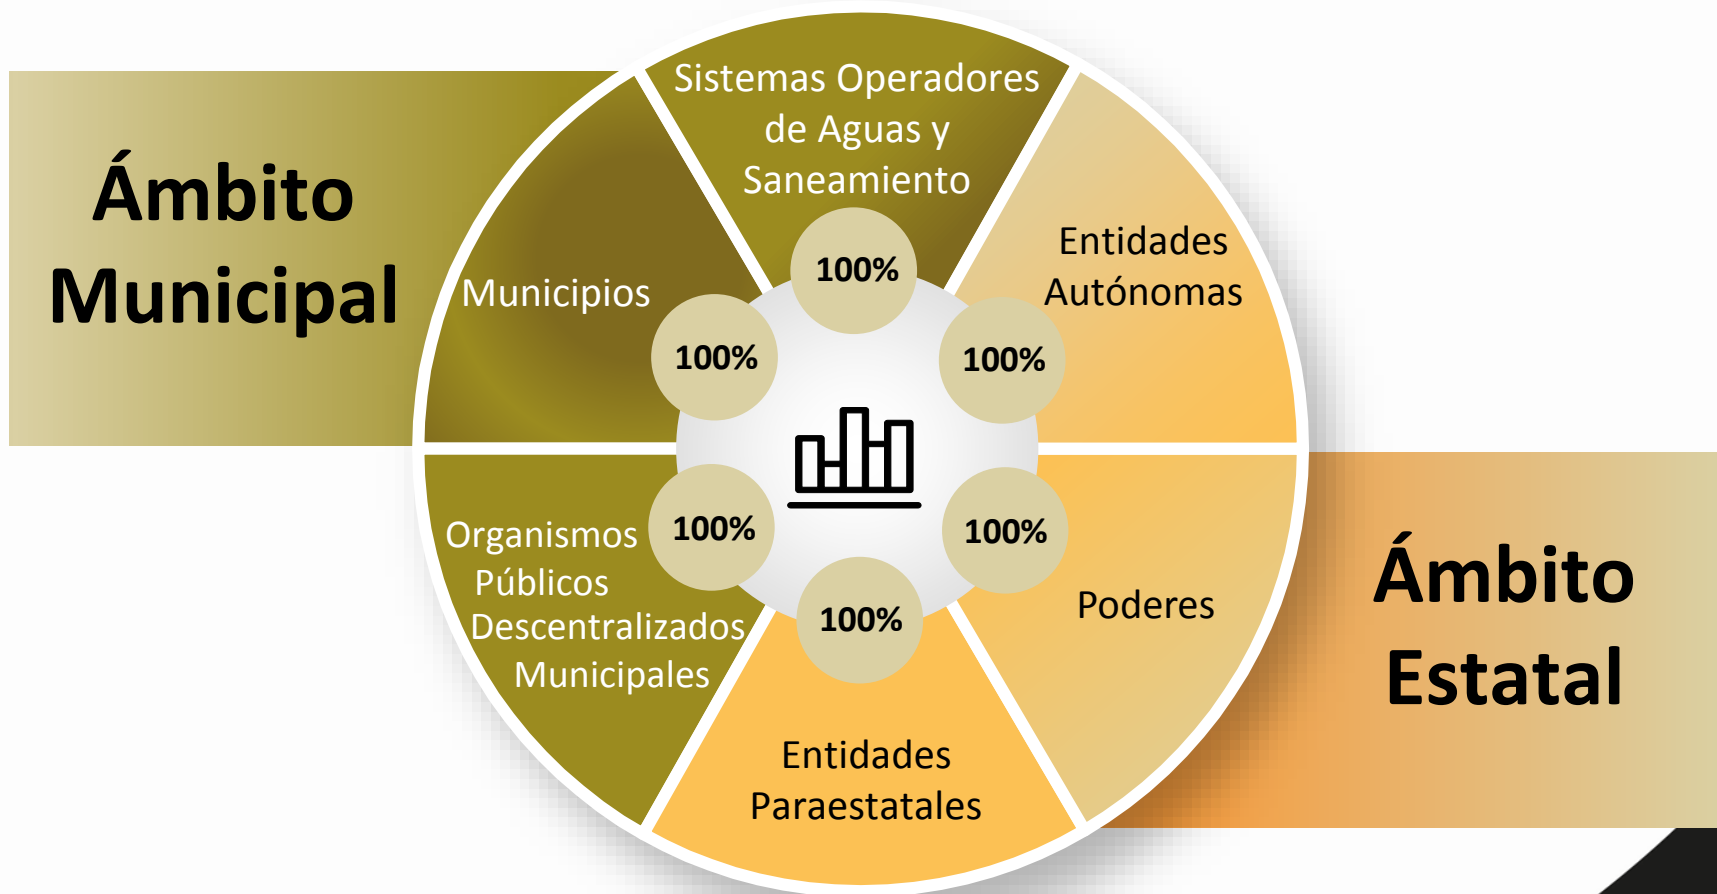 Ámbito
Municipal
Sistemas Operadores
de Aguas y
Saneamiento
100%
Municipios
100%
Entidades
Autónomas
100%
Organismos
Públicos
Descentralizados
Municipales
100%
Poderes
100%
Entidades
Paraestatales
100%
Ámbito
Estatal